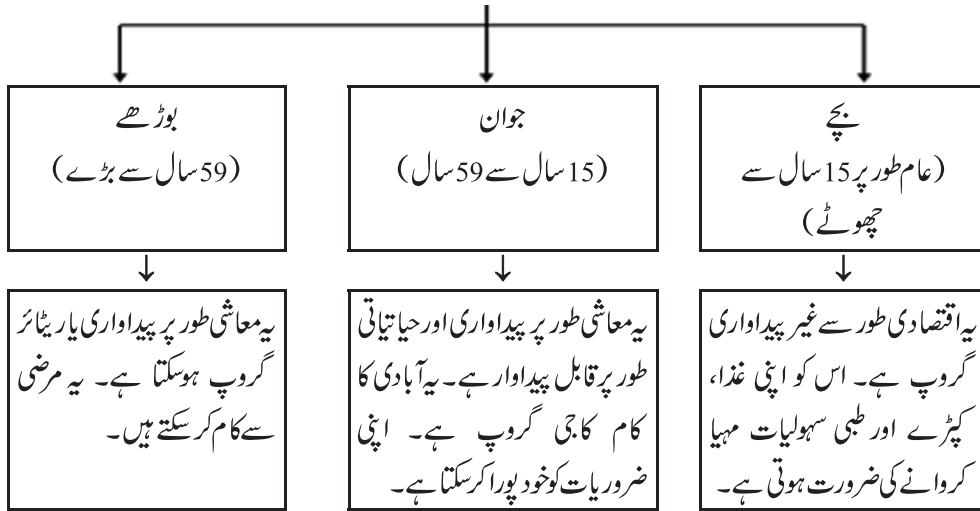 بچے
(عام طور پر 15 سال سے
چھوٹے)
یہ اقتصادی طور سے غیر پیداواری
گروپ ہے۔ اس کو اپنی غذا،
کپڑے اور طبی سہولیات مہیا
کروانے کی ضرورت ہوتی ہے۔
جوان
(15 سال سے 59 سال)
یہ معاشی طور پر پیداواری اور حیاتیاتی
طور پر قابل پیداوار ہے۔ یہ آبادی کا
کام کاجی گروپ ہے۔ اپنی
ضروریات کو خود پورا کرسکتا ہے۔
بوڑھے
(59 سال سے بڑے)
یہ معاشی طور پر پیداواری یا ریٹائر
گروپ ہوسکتا ہے۔ یہ مرضی
سے کام کرسکتے ہیں۔